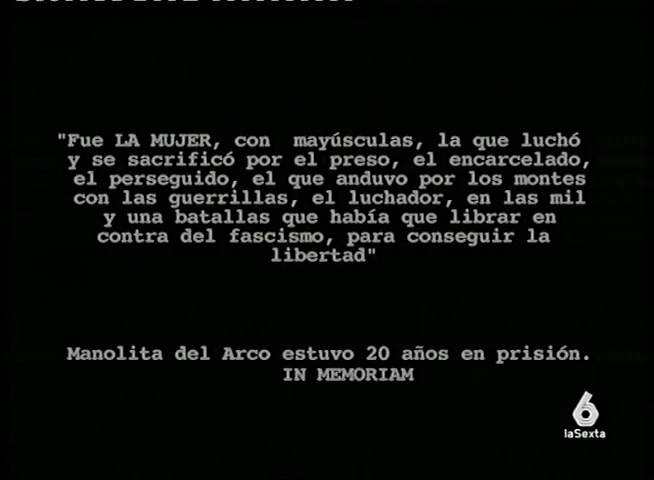 "Fue LA MUJER, con mayúsculas, la que luchó
y se sacrificó por el preso, el encarcelado,
el perseguido, el que anduvo por los montes
con las guerrillas, el luchador, en las mil
y una batallas que había que librar en
contra del fascismo, para conseguir la
libertad"
Manolita del Arco estuvo 20 años en prisión.
IN MEMORIAM
6
laSexta